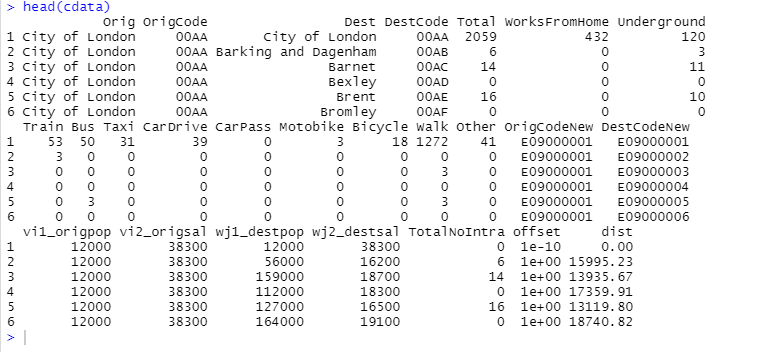 > head(cdata)
Orig OrigCode Dest DestCode Total WorksFromHome Underground
1 City of London 00AA City of London 00AA 2059 432 120
2 City of London 00AA Barking and Dagenham 00AB 6 0 3
3 City of London 00AA Barnet 00AC 14 0 11
4 City of London 00AA Bexley 00AD 0 0 0
5 City of London 00AA Brent 00AE 16 0 10
6 City of London 00AA Bromley 00AF 0 0 0
Train Bus Taxi CarDrive CarPass Motobike Bicycle Walk Other OrigCodeNew DestCodeNew
1 53 50 31 39 0 3 18 1272 41 E09000001 E09000001
2 3 0 0 0 0 0 0 0 0 E09000001 E09000002
3 0 0 0 0 0 0 0 3 0 E09000001 E09000003
4 0 0 0 0 0 0 0 0 0 E09000001 E09000004
5 0 3 0 0 0 0 0 3 0 E09000001 E09000005
6 0 0 0 0 0 0 0 0 0 E09000001 E09000006
vi1_origpop vi2_origsal wj1_destpop wj2_destsal TotalNoIntra offset dist
1 12000 38300 12000 38300 0 1e-10 0.00
2 12000 38300 56000 16200 6 1e+00 15995.23
3 12000 38300 159000 18700 14 1e+00 13935.67
4 12000 38300 112000 18300 0 1e+00 17359.91
5 12000 38300 127000 16500 16 1e+00 13119.80
6 12000 38300 164000 19100 0 1e+00 18740.82
>